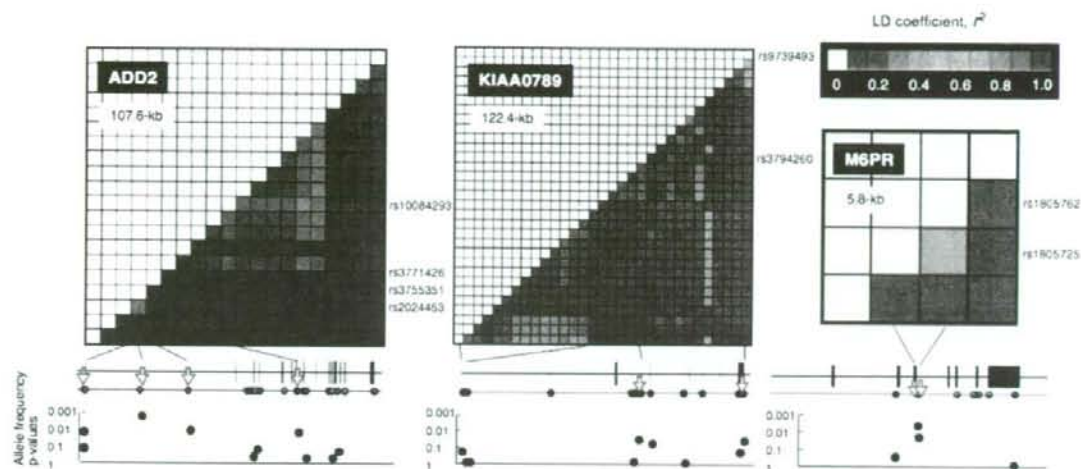 LD coefficient, r²
0 0.2 0.4 0.6 0.8 1.0
ADD2
107.6-kb
rs10084293
rs3771426
rs3755351
rs2024453
KIAA0789
122.4-kb
rs9739493
rs3794260
M6PR
5.8-kb
rs1805762
rs1805725
Allele frequency
p-values
0.001
0.01
0.1
1
0.001
0.01
0.1
1
0.001
0.01
0.1
1